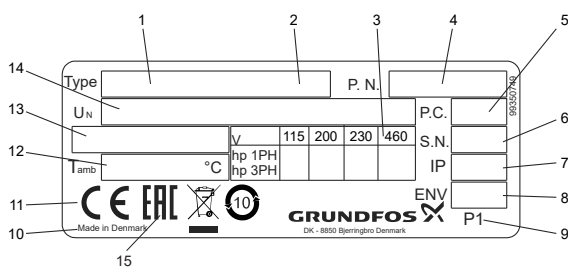 1 2 3 4 5
14 Type P. N.
UN P.C. 99350749
13 V 115 200 230 460 S.N. 6
12 Tamb °C hp 1PH IP 7
hp 3PH
11 CE EAC 10 ENV 8
GRUNDFOS
10 Made in Denmark DK - 8850 Bjerringbro Denmark P1 9
15